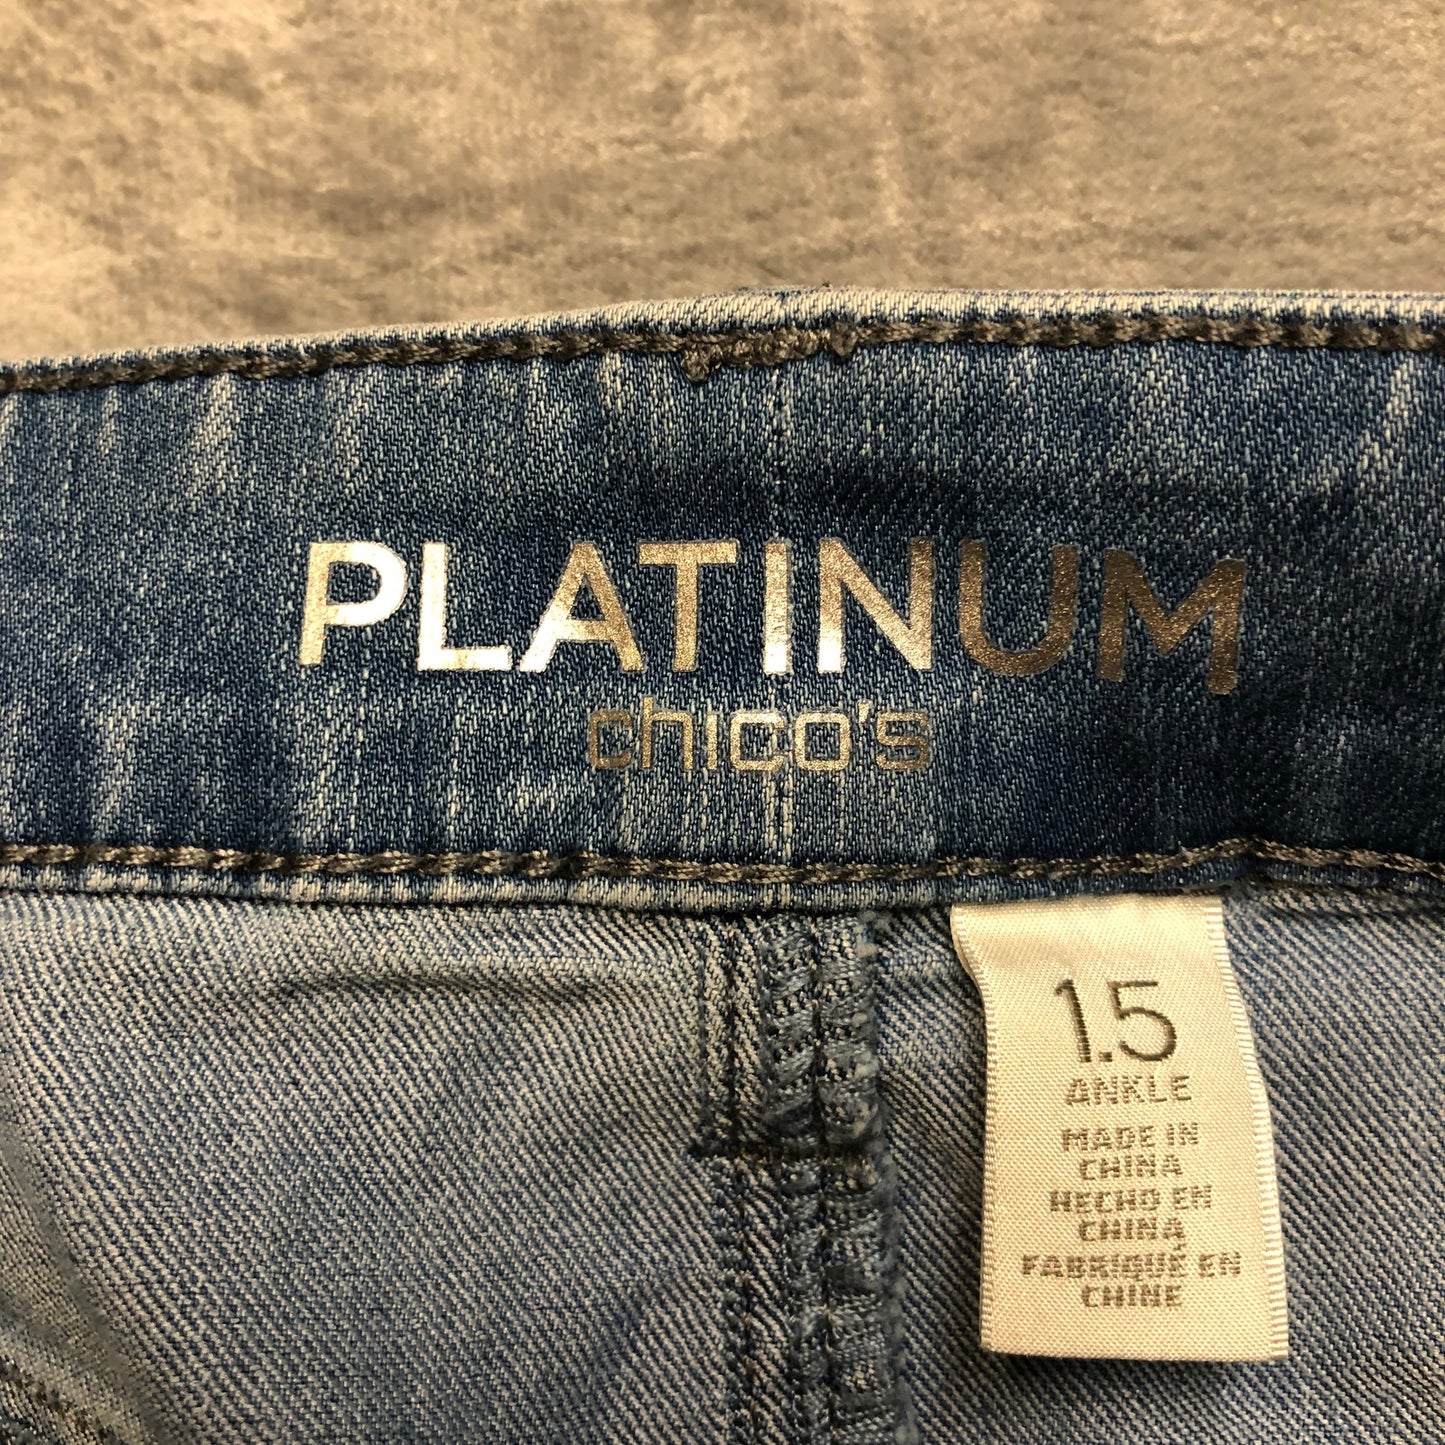 PLATINUM
chico's
1.5
ANKLE
MADE IN
CHINA
HECHO EN
CHINA
FABRIQUÉ EN
CHINE